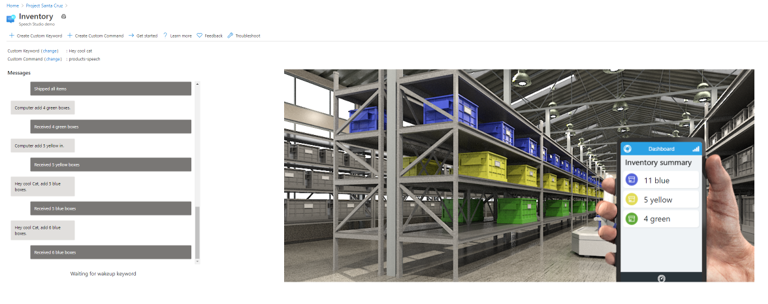 Home > Project Santa Cruz >
Inventory
Speech Studio demo
+ Create Custom Keyword + Create Custom Command → Get started ? Learn more Feedback Troubleshoot
Custom Keyword (change) : Hey cool cat
Custom Command (change) : products-speech
Messages
Shipped all items
Computer add 4 green boxes.
Received 4 green boxes
Computer add 5 yellow in.
Received 5 yellow boxes
Hey cool Cat, add 3 blue
boxes.
Received 3 blue boxes
Hey cool Cat, add 8 blue
boxes.
Received 8 blue boxes
Waiting for wakeup keyword
Dashboard
Inventory summary
11 blue
5 yellow
4 green